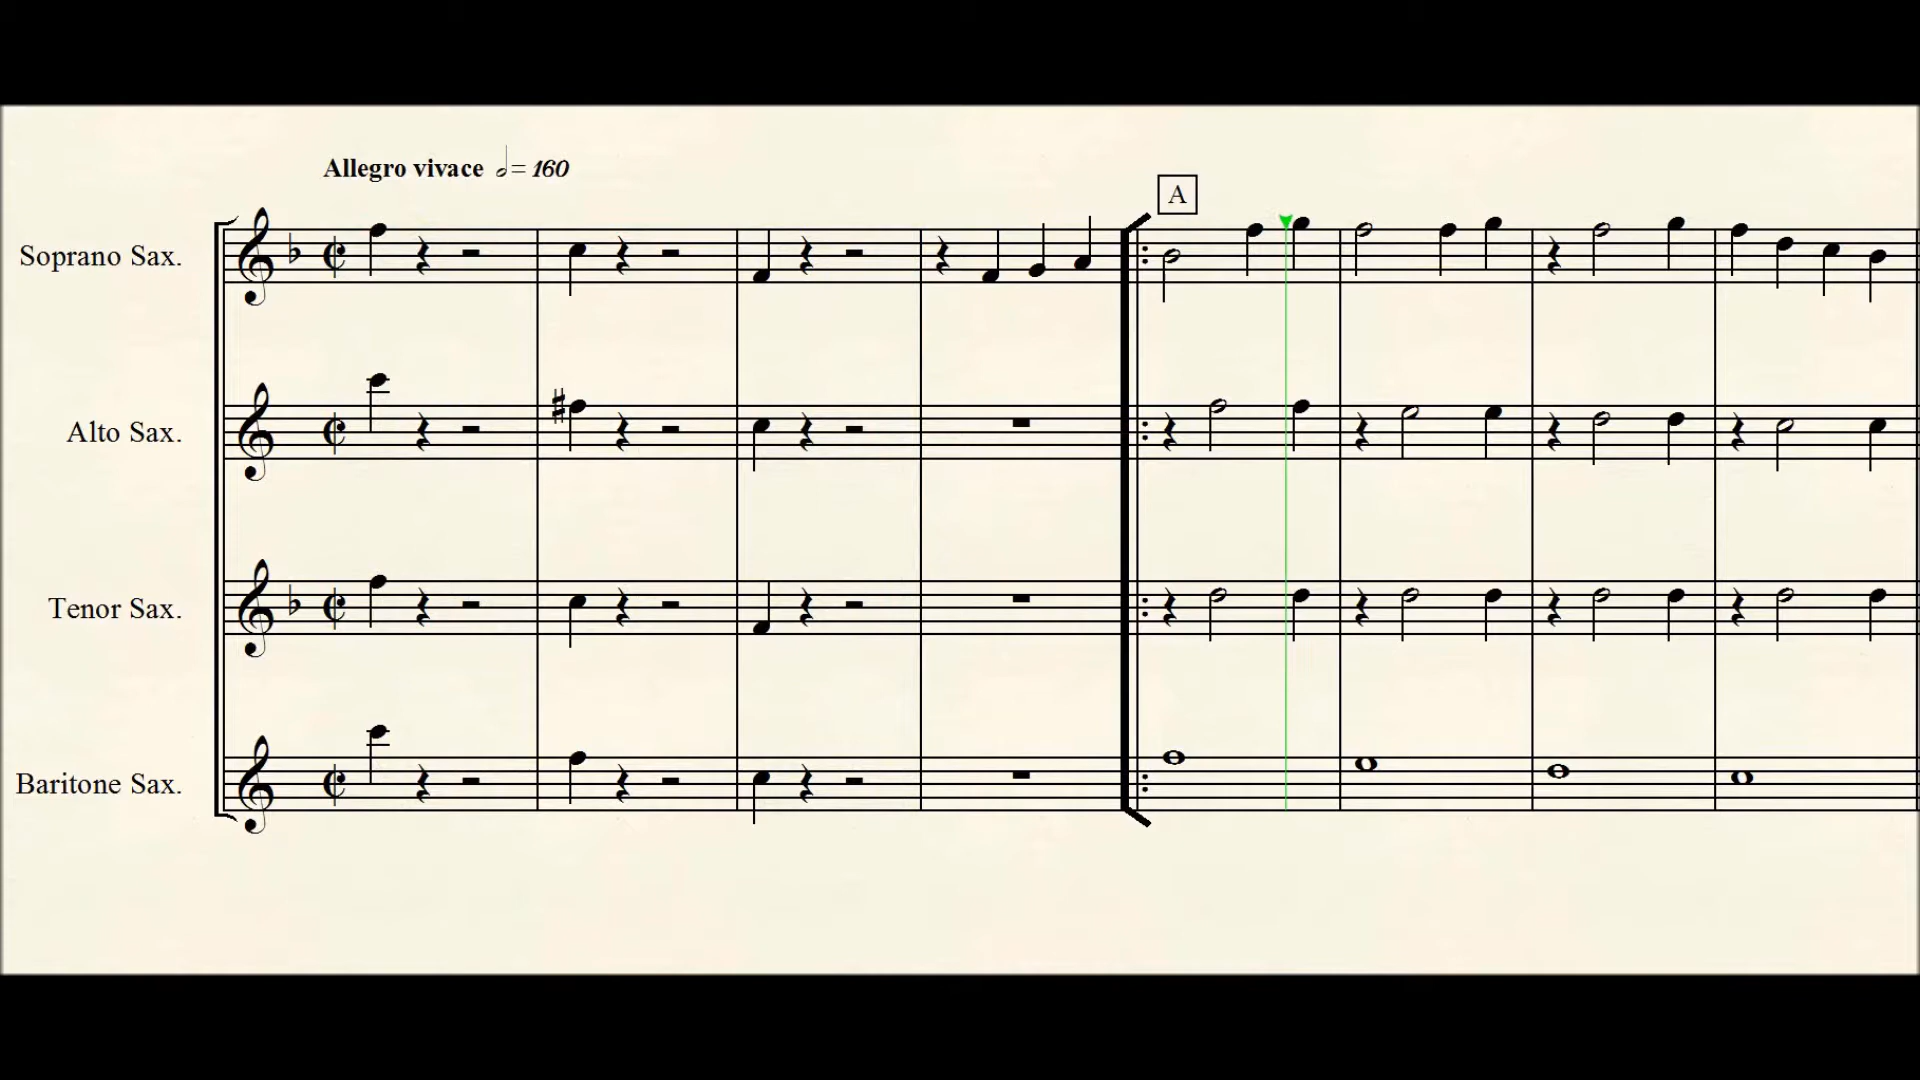 Allegro vivace = 160
A
Soprano Sax.
Alto Sax.
Tenor Sax.
Baritone Sax.